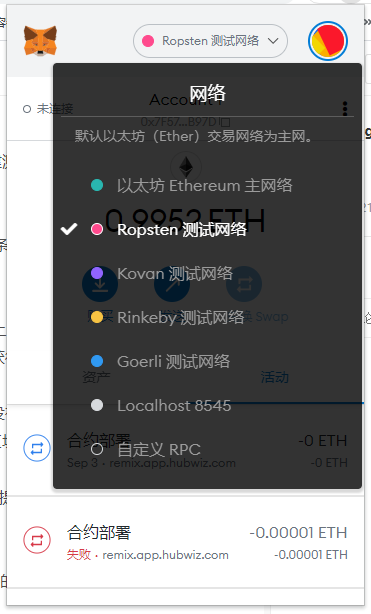 Ropsten 测试网络
未连接
Account
网络
默认以太坊（Ether）交易网络为主网。
以太坊 Ethereum 主网络
0.9953 ETH
Ropsten 测试网络
Kovan 测试网络
Rinkeby 测试网络
Swap
Goerli 测试网络
资产
活动
Localhost 8545
合约部署
-0 ETH
Sep 3 · remix.app.hubwiz.com
-0 ETH
自定义 RPC
合约部署
-0.00001 ETH
失败 · remix.app.hubwiz.com
-0.00001 ETH